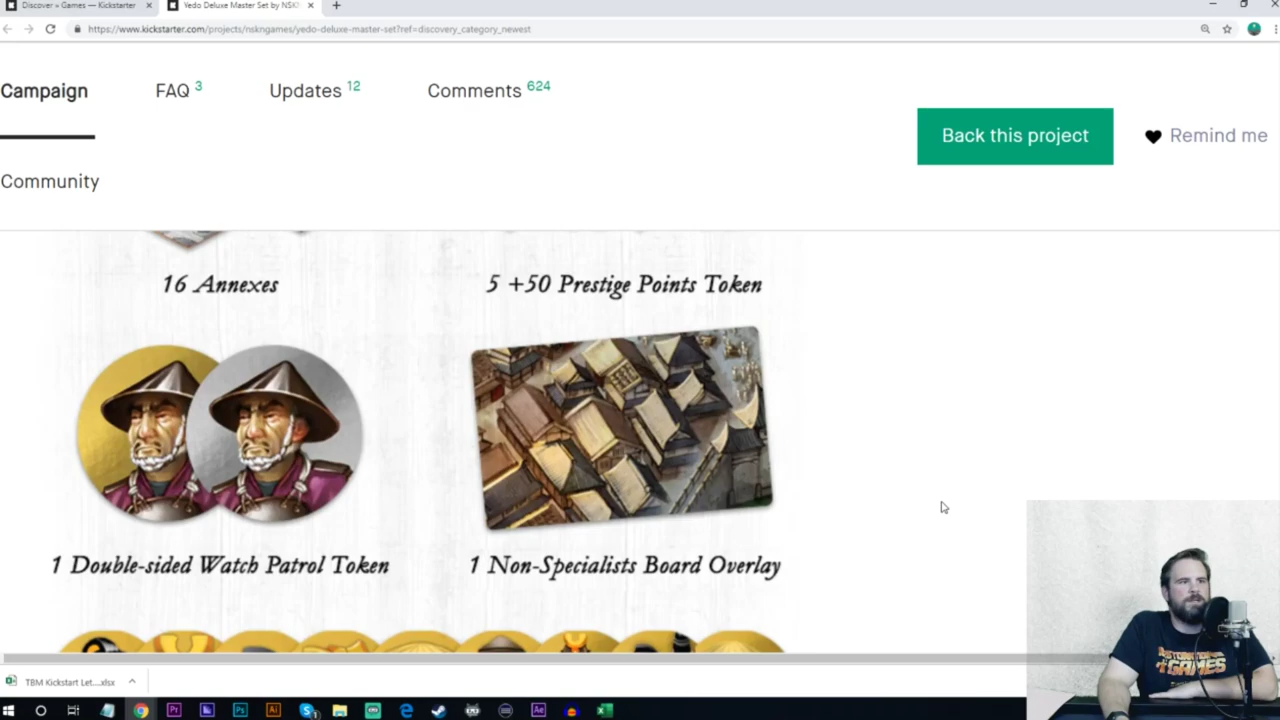 Discover » Games — Kickstarter
Yedo Deluxe Master Set by NSKN
https://www.kickstarter.com/projects/nskngames/yedo-deluxe-master-set?ref=discovery_category_newest
Campaign
FAQ 3
Updates 12
Comments 624
Back this project
Remind me
Community
16 Annexes
5 +50 Prestige Points Token
1 Double-sided Watch Patrol Token
1 Non-Specialists Board Overlay
TBM Kickstart Let....xlsx
GAMES